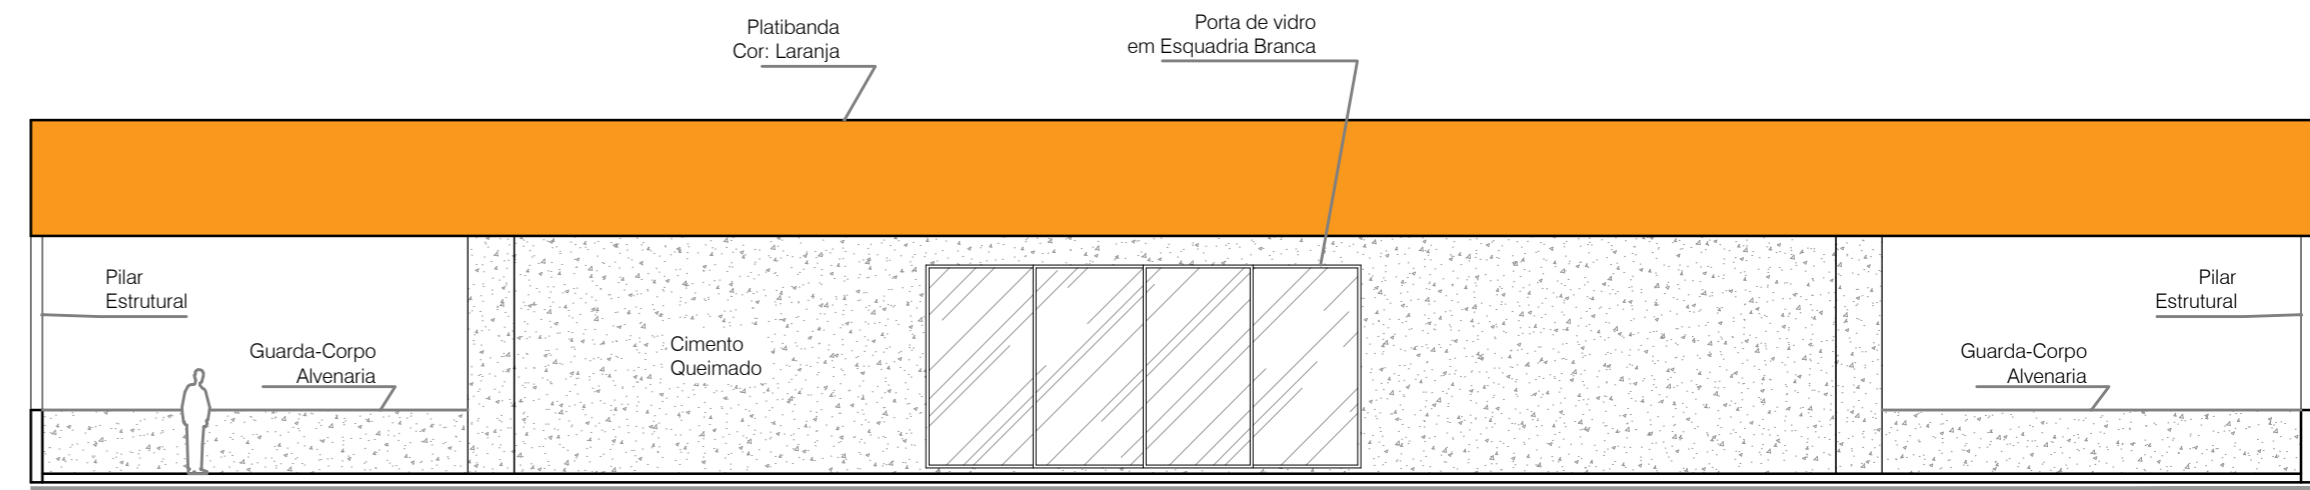 Platibanda
Cor: Laranja
Porta de vidro
em Esquadria Branca
Pilar
Estrutural
Guarda-Corpo
Alvenaria
Cimento
Queimado
Pilar
Estrutural
Guarda-Corpo
Alvenaria